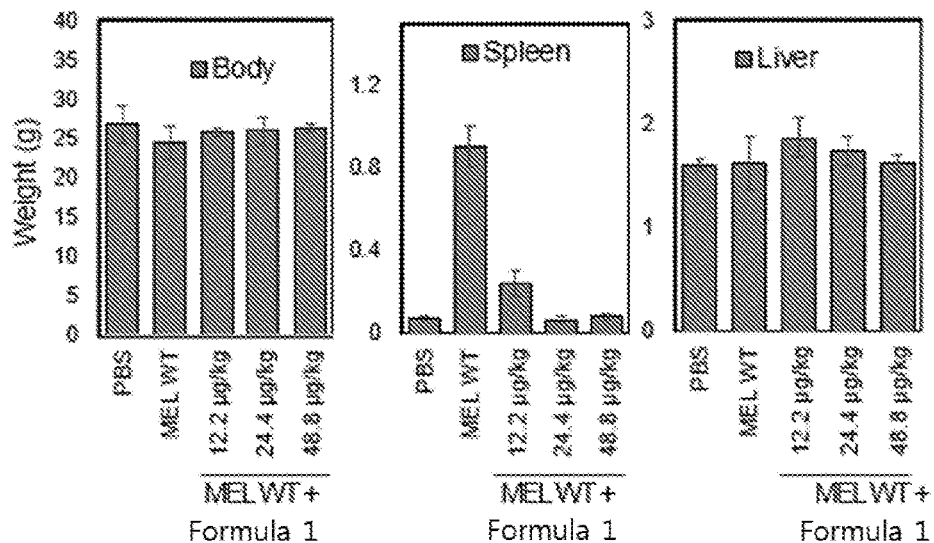 Weight (g)
40
35
30
25
20
15
10
5
0
Body
PBS
MEL WT
12.2 µg/kg
24.4 µg/kg
48.8 µg/kg
MEL WT +
Formula 1
1.2
0.8
0.4
0
Spleen
PBS
MEL WT
12.2 µg/kg
24.4 µg/kg
48.8 µg/kg
MEL WT +
Formula 1
3
2
1
0
Liver
PBS
MEL WT
12.2 µg/kg
24.4 µg/kg
48.8 µg/kg
MEL WT +
Formula 1